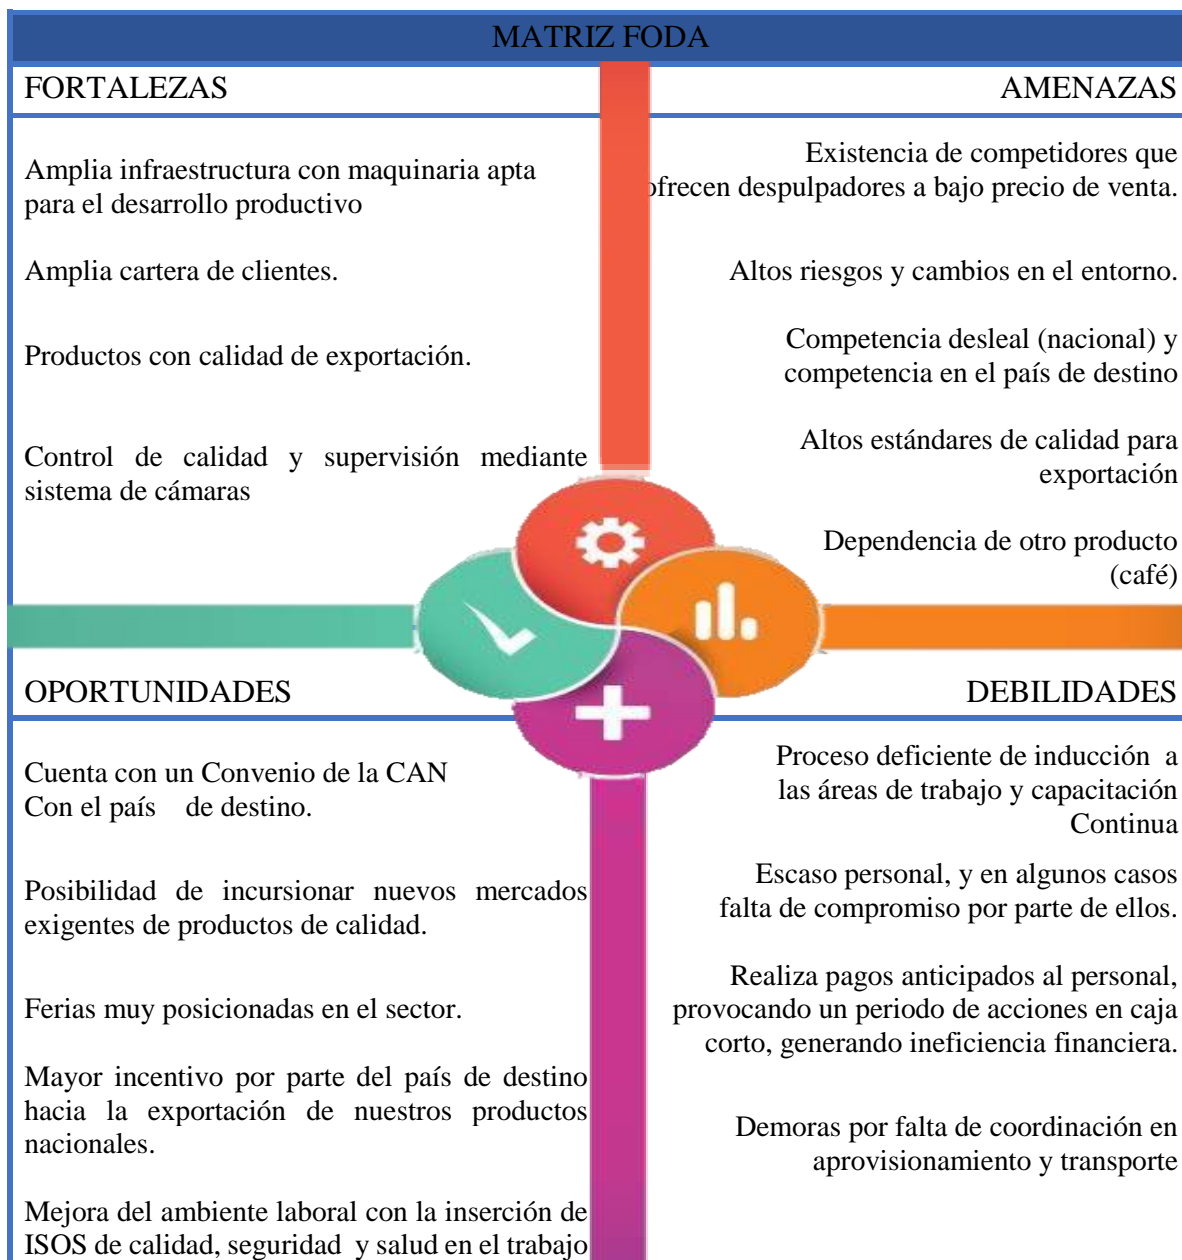 MATRIZ FODA
FORTALEZAS
Amplia infraestructura con maquinaria apta
para el desarrollo productivo
Amplia cartera de clientes.
Productos con calidad de exportación.
Control de calidad y supervisión mediante
sistema de cámaras
AMENAZAS
Existencia de competidores que
ofrecen despulpadores a bajo precio de venta.
Altos riesgos y cambios en el entorno.
Competencia desleal (nacional) y
competencia en el país de destino
Altos estándares de calidad para
exportación
Dependencia de otro producto
(café)
OPORTUNIDADES
Cuenta con un Convenio de la CAN
Con el país de destino.
Posibilidad de incursionar nuevos mercados
exigentes de productos de calidad.
Ferias muy posicionadas en el sector.
Mayor incentivo por parte del país de destino
hacia la exportación de nuestros productos
nacionales.
Mejora del ambiente laboral con la inserción de
ISOS de calidad, seguridad y salud en el trabajo
DEBILIDADES
Proceso deficiente de inducción a
las áreas de trabajo y capacitación
Continua
Escaso personal, y en algunos casos
falta de compromiso por parte de ellos.
Realiza pagos anticipados al personal,
provocando un periodo de acciones en caja
corto, generando ineficiencia financiera.
Demoras por falta de coordinación en
aprovisionamiento y transporte